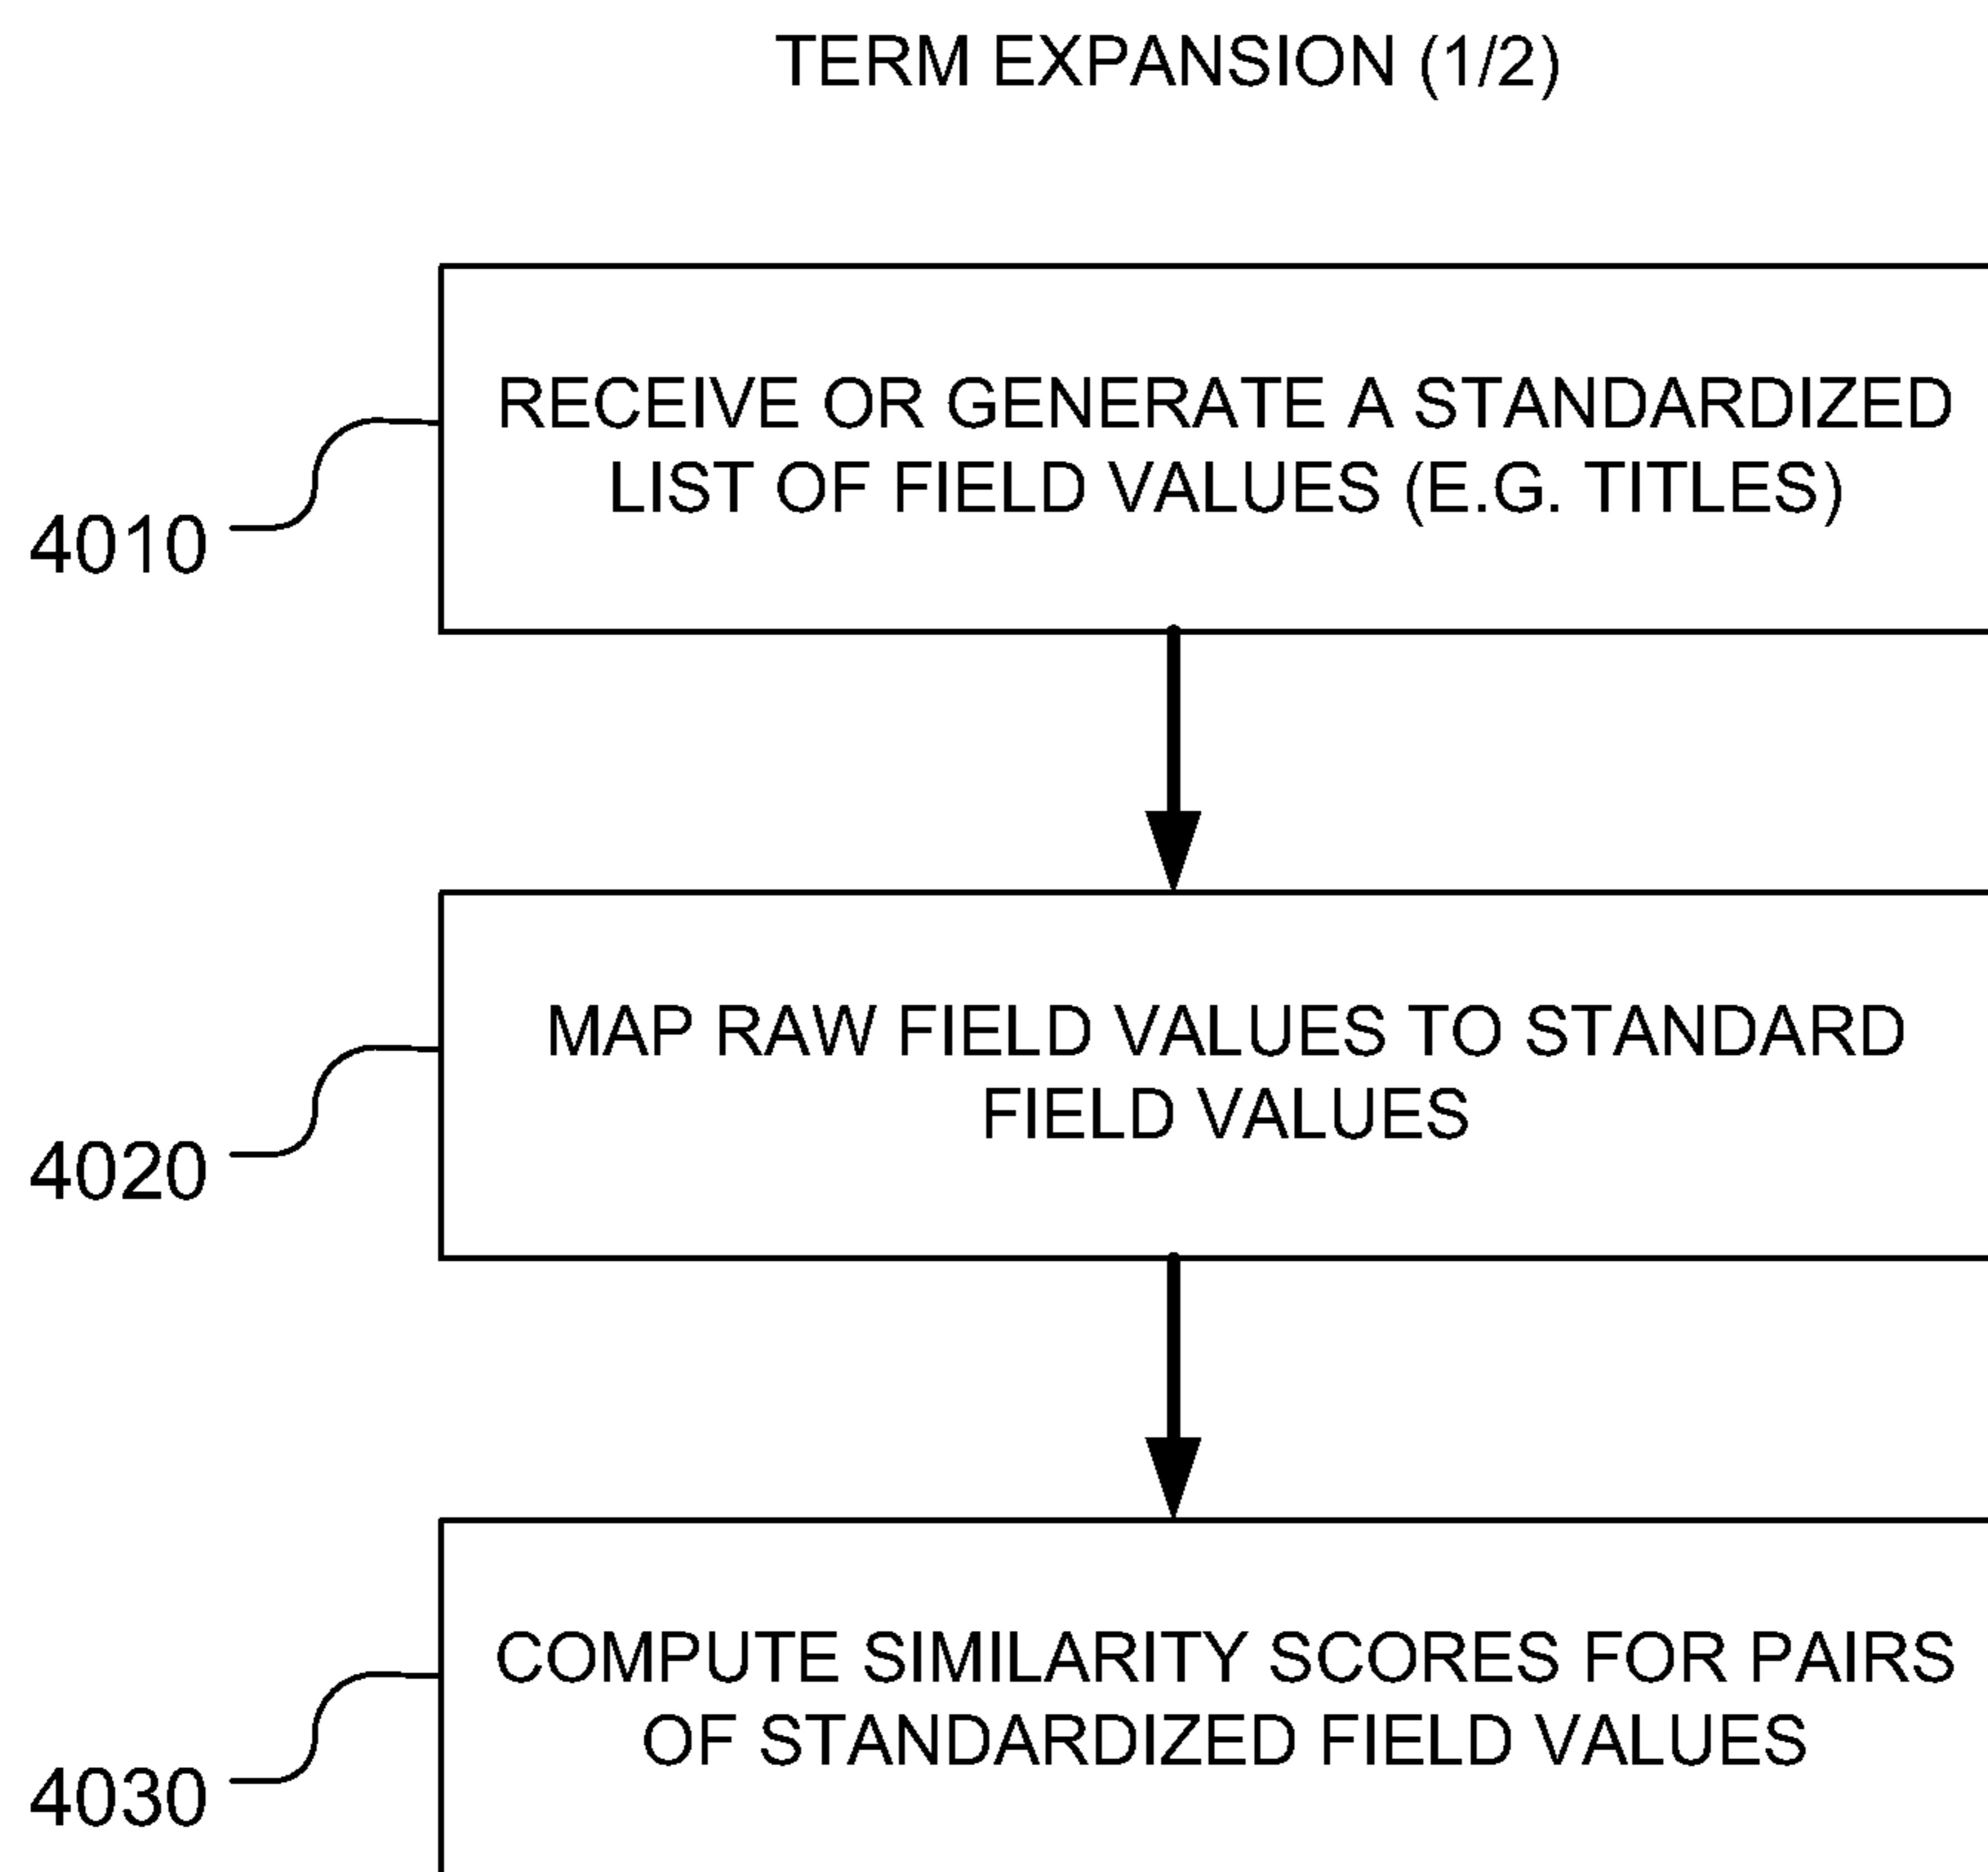 TERM EXPANSION (1/2)
RECEIVE OR GENERATE A STANDARDIZED
LIST OF FIELD VALUES (E.G. TITLES)
4010
MAP RAW FIELD VALUES TO STANDARD
FIELD VALUES
4020
COMPUTE SIMILARITY SCORES FOR PAIRS
OF STANDARDIZED FIELD VALUES
4030